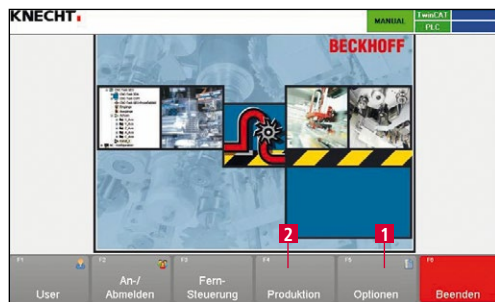 KNECHT
MANUAL
TwinCAT
PLC
BECKHOFF
2
1
F1
F2
F3
F4
F5
F6
User
An-/
Abmelden
Fern-
Steuerung
Produktion
Optionen
Beenden